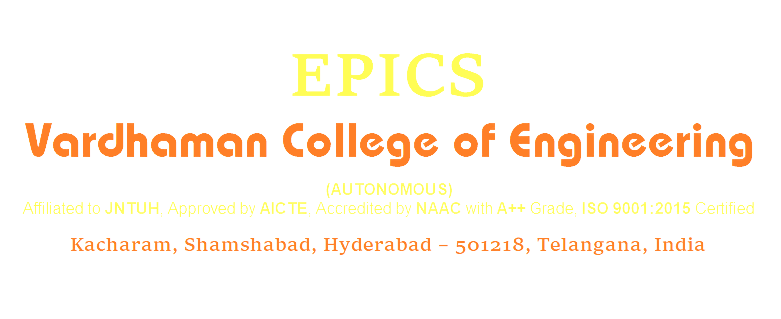 EPICS
Vardhaman College of Engineering
(AUTONOMOUS)
Affiliated to JNTUH, Approved by AICTE, Accredited by NAAC with A++ Grade, ISO 9001:2015 Certified
Kacharam, Shamshabad, Hyderabad – 501218, Telangana, India